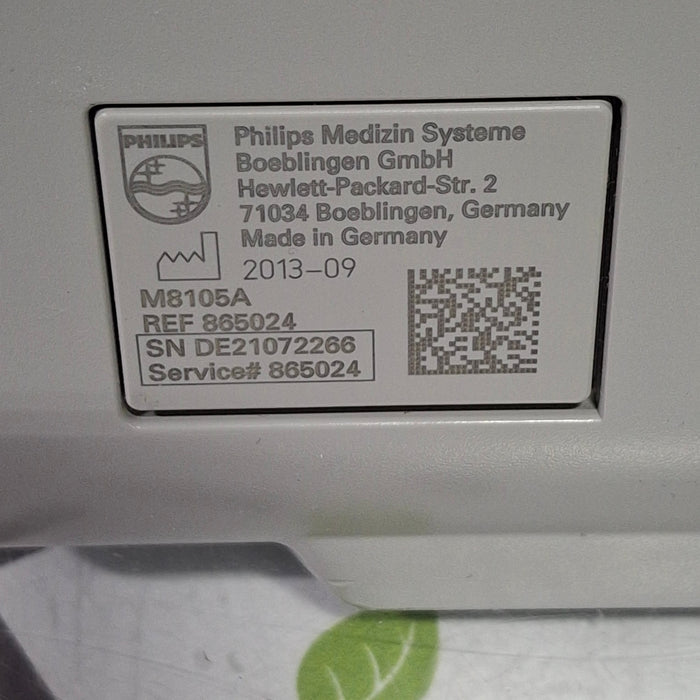 PHILIPS
Philips Medizin Systeme
Boeblingen GmbH
Hewlett-Packard-Str. 2
71034 Boeblingen, Germany
Made in Germany
2013-09
M8105A
REF 865024
SN DE21072266
Service# 865024